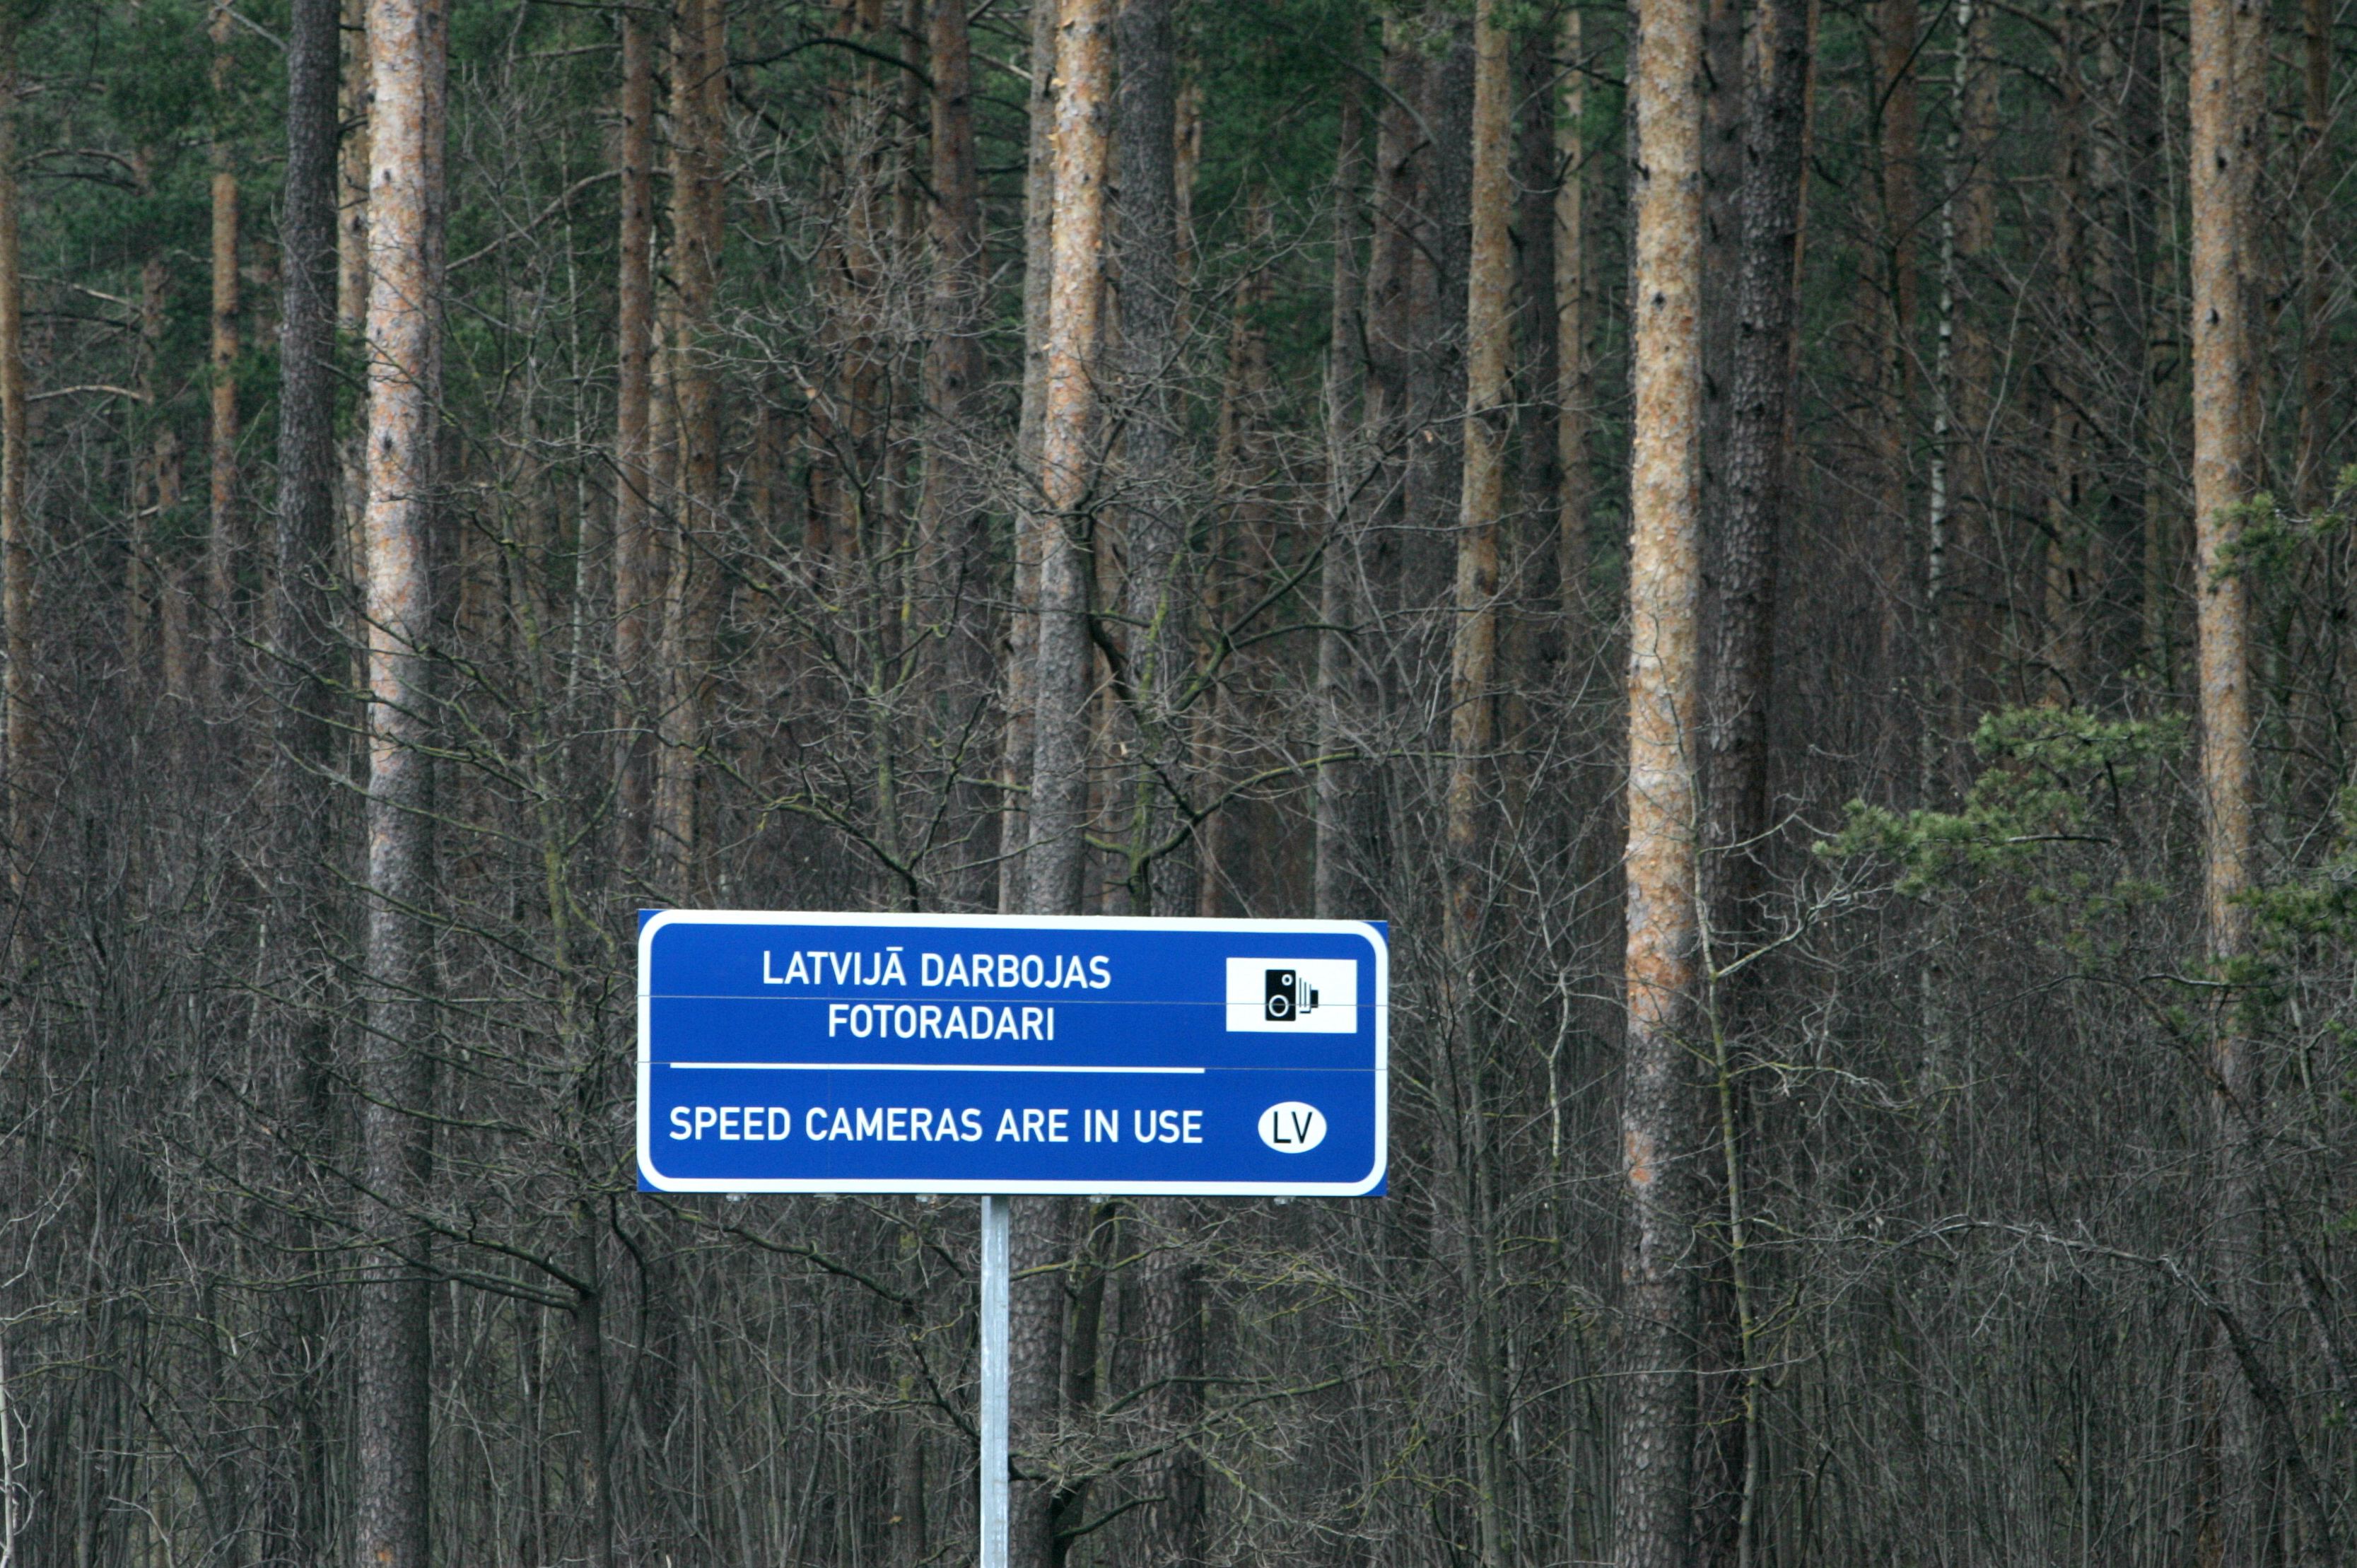 LATVIJĀ DARBOJAS
FOTORADARI
SPEED CAMERAS ARE IN USE
LV